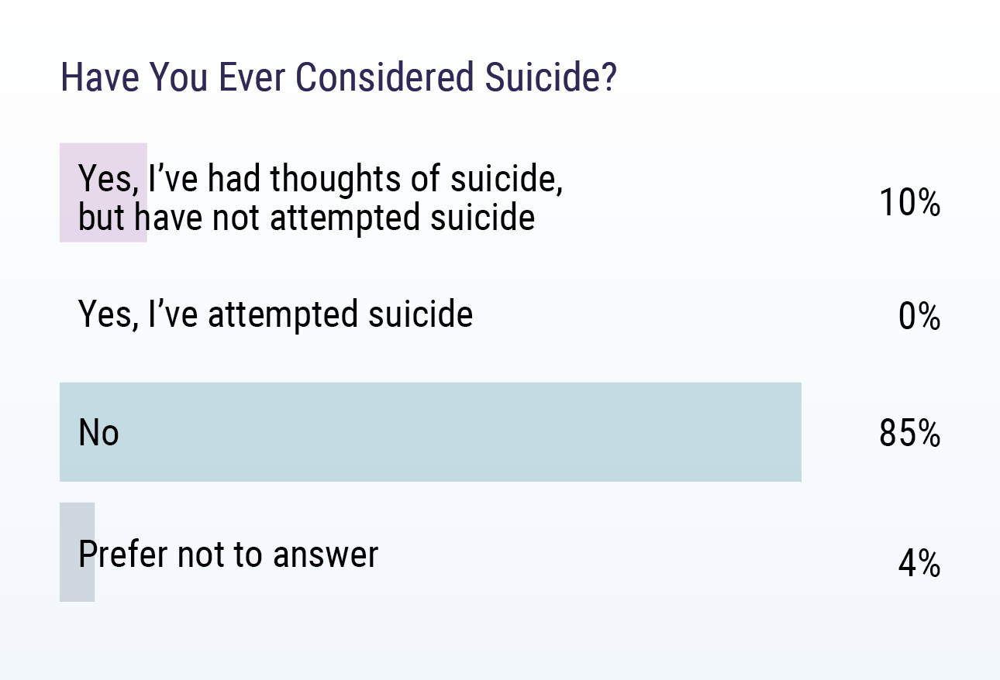 Have You Ever Considered Suicide?
Yes, I’ve had thoughts of suicide,
but have not attempted suicide
10%
Yes, I’ve attempted suicide
0%
No
85%
Prefer not to answer
4%